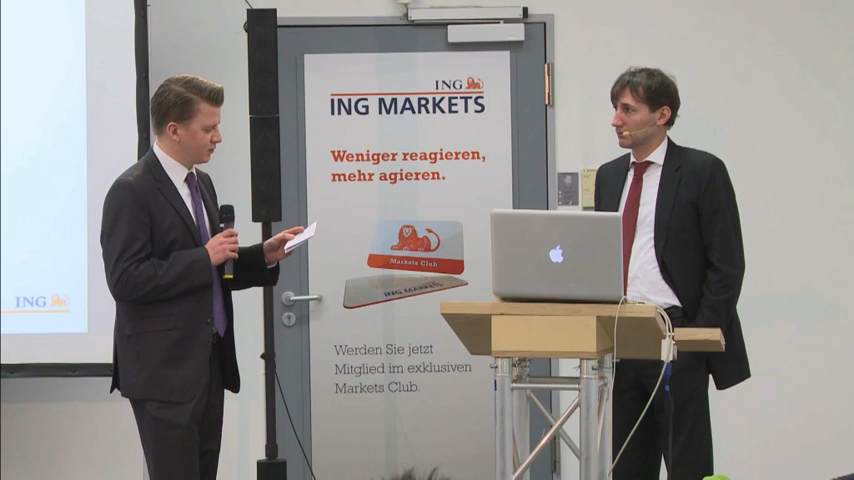 ING
ING MARKETS
Weniger reagieren,
mehr agieren.
Markets Club
ING MARKETS
Werden Sie jetzt
Mitglied im exklusiven
Markets Club.
ING